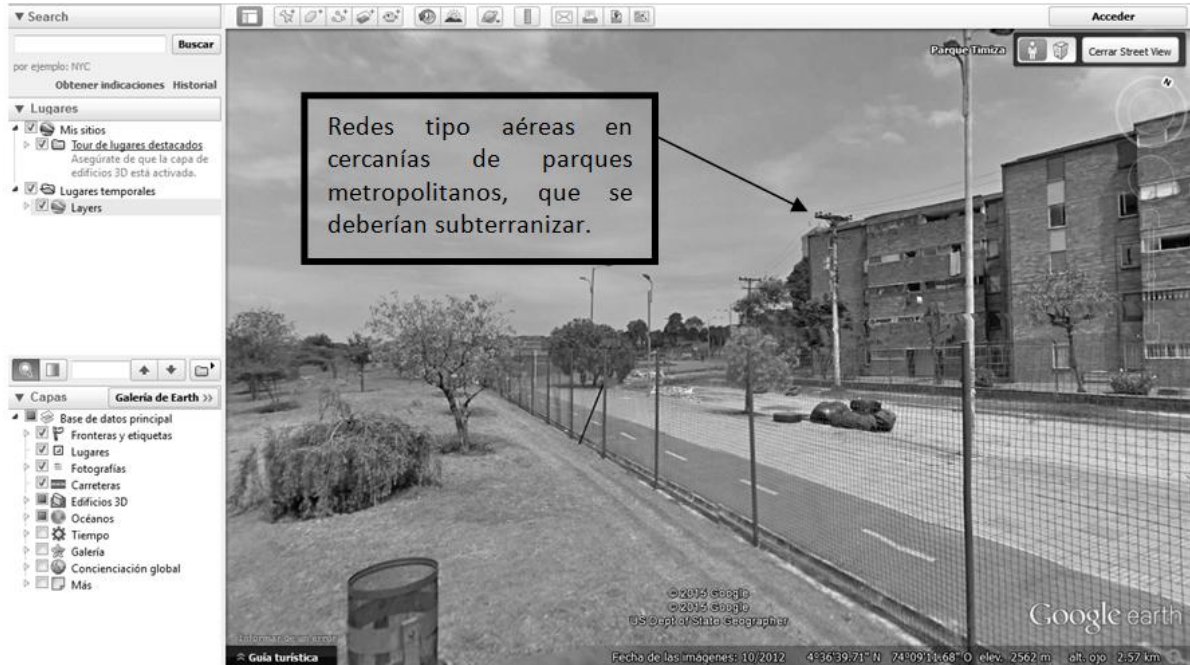 ▼ Search
Buscar
por ejemplo: NYC
Obtener indicaciones Historial
▼ Lugares
Mis sitios
Tour de lugares destacados
Asegúrate de que la capa de
edificios 3D está activada.
Lugares temporales
Layers
▼ Capas
Galería de Earth >>
Base de datos principal
Fronteras y etiquetas
Lugares
Fotografías
Carreteras
Edificios 3D
Océanos
Tiempo
Galería
Concienciación global
Más
Acceder
Parque Timiza
Cerrar Street View
N
Redes tipo aéreas en
cercanías de parques
metropolitanos, que se
deberían subterranizar.
© 2015 Google
© 2015 Google
US Dept of State Geographer
Google earth
Informar de un error
Guía turística
Fecha de las imágenes: 10/2012 4°36'39.71" N 74°09'11.68" O elev. 2562 m alt. ojo 2.57 km